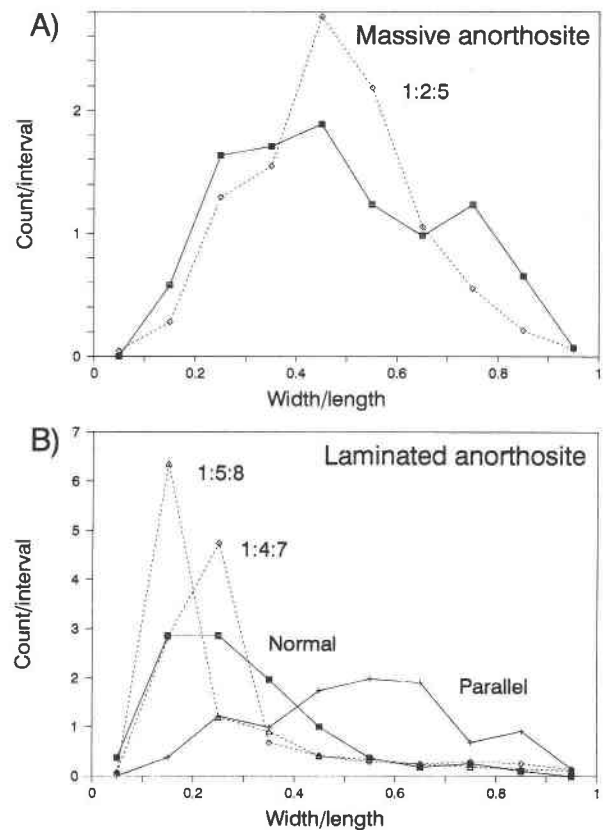 A)
Massive anorthosite
1:2:5
Count/interval
2
1
0
0 0.2 0.4 0.6 0.8 1
Width/length
B)
Laminated anorthosite
7
1:5:8
6
5
1:4:7
4
Count/interval
3
Normal
2
Parallel
1
0
0 0.2 0.4 0.6 0.8 1
Width/length